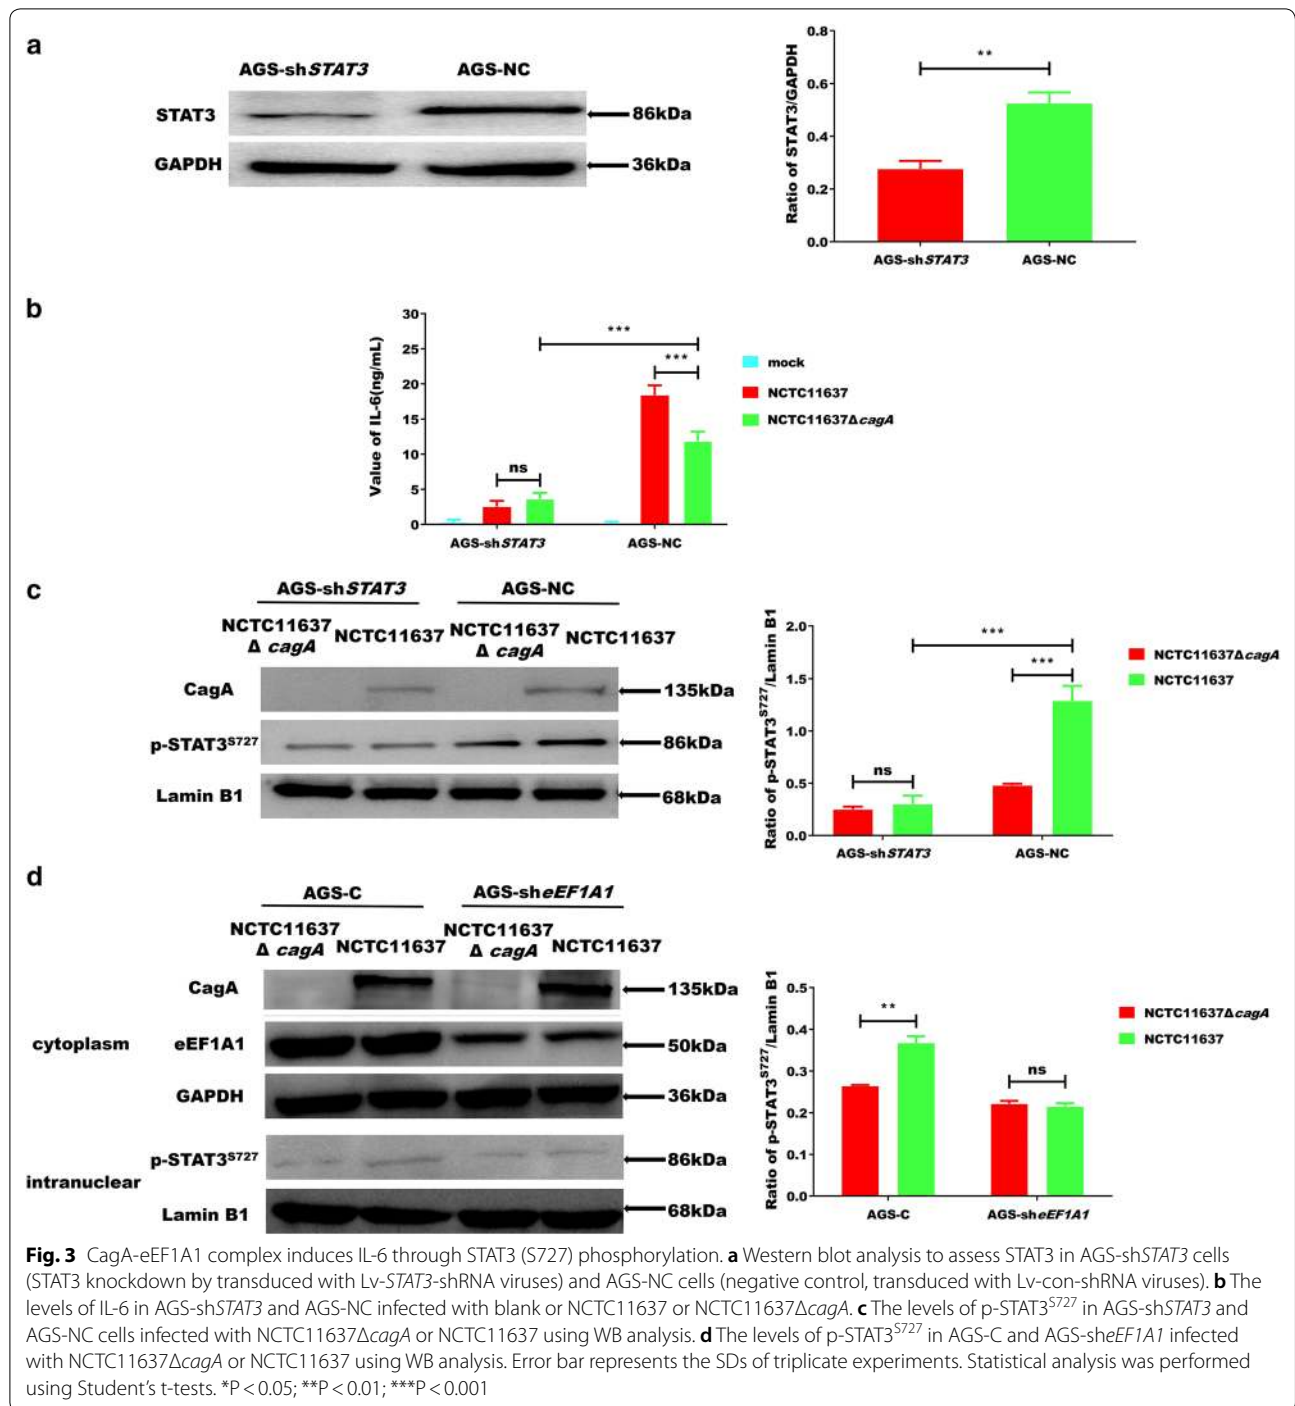 a
AGS-shSTAT3 AGS-NC
STAT3 86kDa
GAPDH 36kDa
Ratio of STAT3/GAPDH
0.8
0.6
0.4
0.2
0.0
**
AGS-shSTAT3 AGS-NC
b
Value of IL-6(ng/mL)
30
25
20
15
10
5
0
***
***
ns
AGS-shSTAT3 AGS-NC
mock
NCTC11637
NCTC11637ΔcagA
c
AGS-shSTAT3 AGS-NC
NCTC11637 Δ cagA NCTC11637 NCTC11637 Δ cagA NCTC11637
CagA 135kDa
p-STAT3S727 86kDa
Lamin B1 68kDa
Ratio of p-STAT3S727/Lamin B1
2.0
1.5
1.0
0.5
0.0
***
***
ns
AGS-shSTAT3 AGS-NC
NCTC11637ΔcagA
NCTC11637
d
AGS-C AGS-sheEF1A1
NCTC11637 Δ cagA NCTC11637 NCTC11637 Δ cagA NCTC11637
CagA 135kDa
cytoplasm eEF1A1 50kDa
GAPDH 36kDa
p-STAT3S727 86kDa
intranuclear
Lamin B1 68kDa
Ratio of p-STAT3S727/Lamin B1
0.5
0.4
0.3
0.2
0.1
0.0
**
ns
AGS-C AGS-sheEF1A1
NCTC11637ΔcagA
NCTC11637
Fig. 3 CagA-eEF1A1 complex induces IL-6 through STAT3 (S727) phosphorylation. a Western blot analysis to assess STAT3 in AGS-shSTAT3 cells
(STAT3 knockdown by transduced with Lv-STAT3-shRNA viruses) and AGS-NC cells (negative control, transduced with Lv-con-shRNA viruses). b The
levels of IL-6 in AGS-shSTAT3 and AGS-NC infected with blank or NCTC11637 or NCTC11637ΔcagA. c The levels of p-STAT3S727 in AGS-shSTAT3 and
AGS-NC cells infected with NCTC11637ΔcagA or NCTC11637 using WB analysis. d The levels of p-STAT3S727 in AGS-C and AGS-sheEF1A1 infected
with NCTC11637ΔcagA or NCTC11637 using WB analysis. Error bar represents the SDs of triplicate experiments. Statistical analysis was performed
using Student's t-tests. *P < 0.05; **P < 0.01; ***P < 0.001